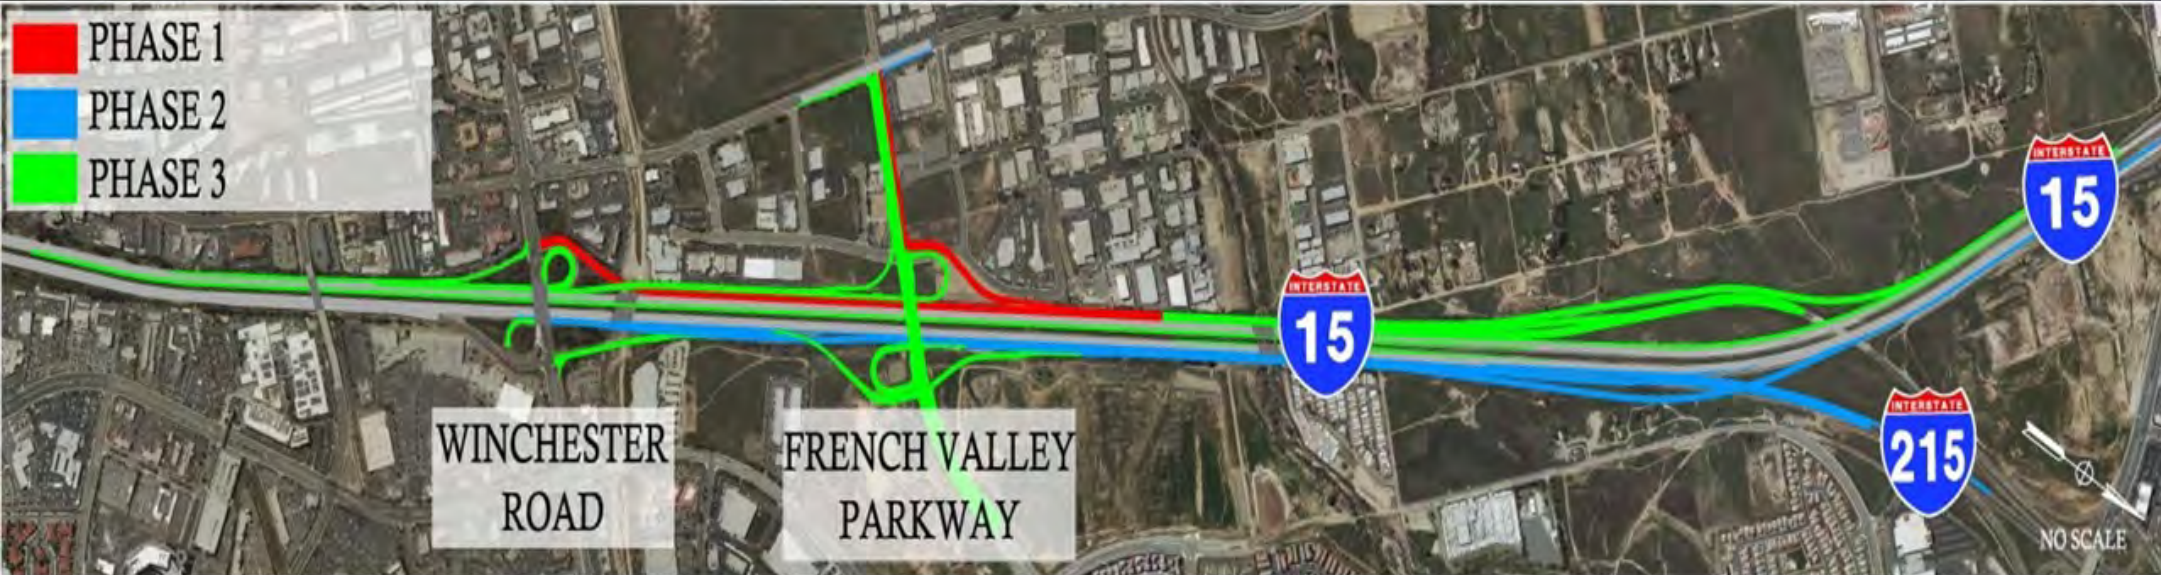 PHASE 1
PHASE 2
PHASE 3
WINCHESTER
ROAD
FRENCH VALLEY
PARKWAY
INTERSTATE
15
INTERSTATE
15
INTERSTATE
215
NO SCALE